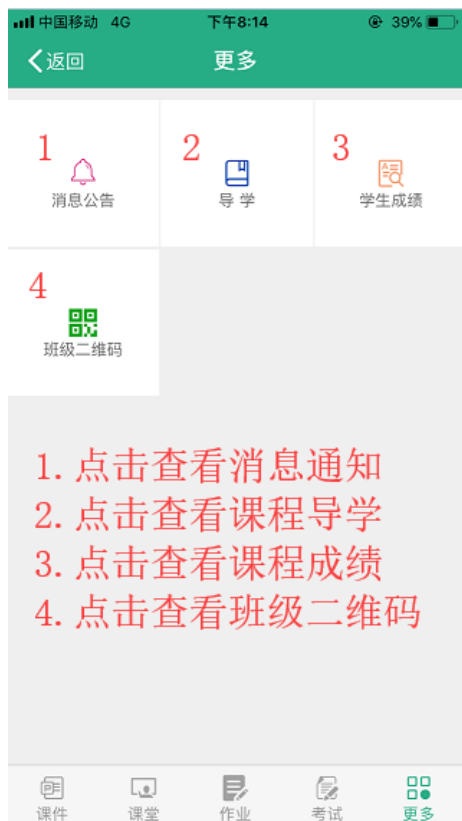 中国移动 4G 下午8:14 39%
返回 更多
1 2 3
消息公告 导 学 学生成绩
4
班级二维码
1. 点击查看消息通知
2. 点击查看课程导学
3. 点击查看课程成绩
4. 点击查看班级二维码
课件 课堂 作业 考试 更多